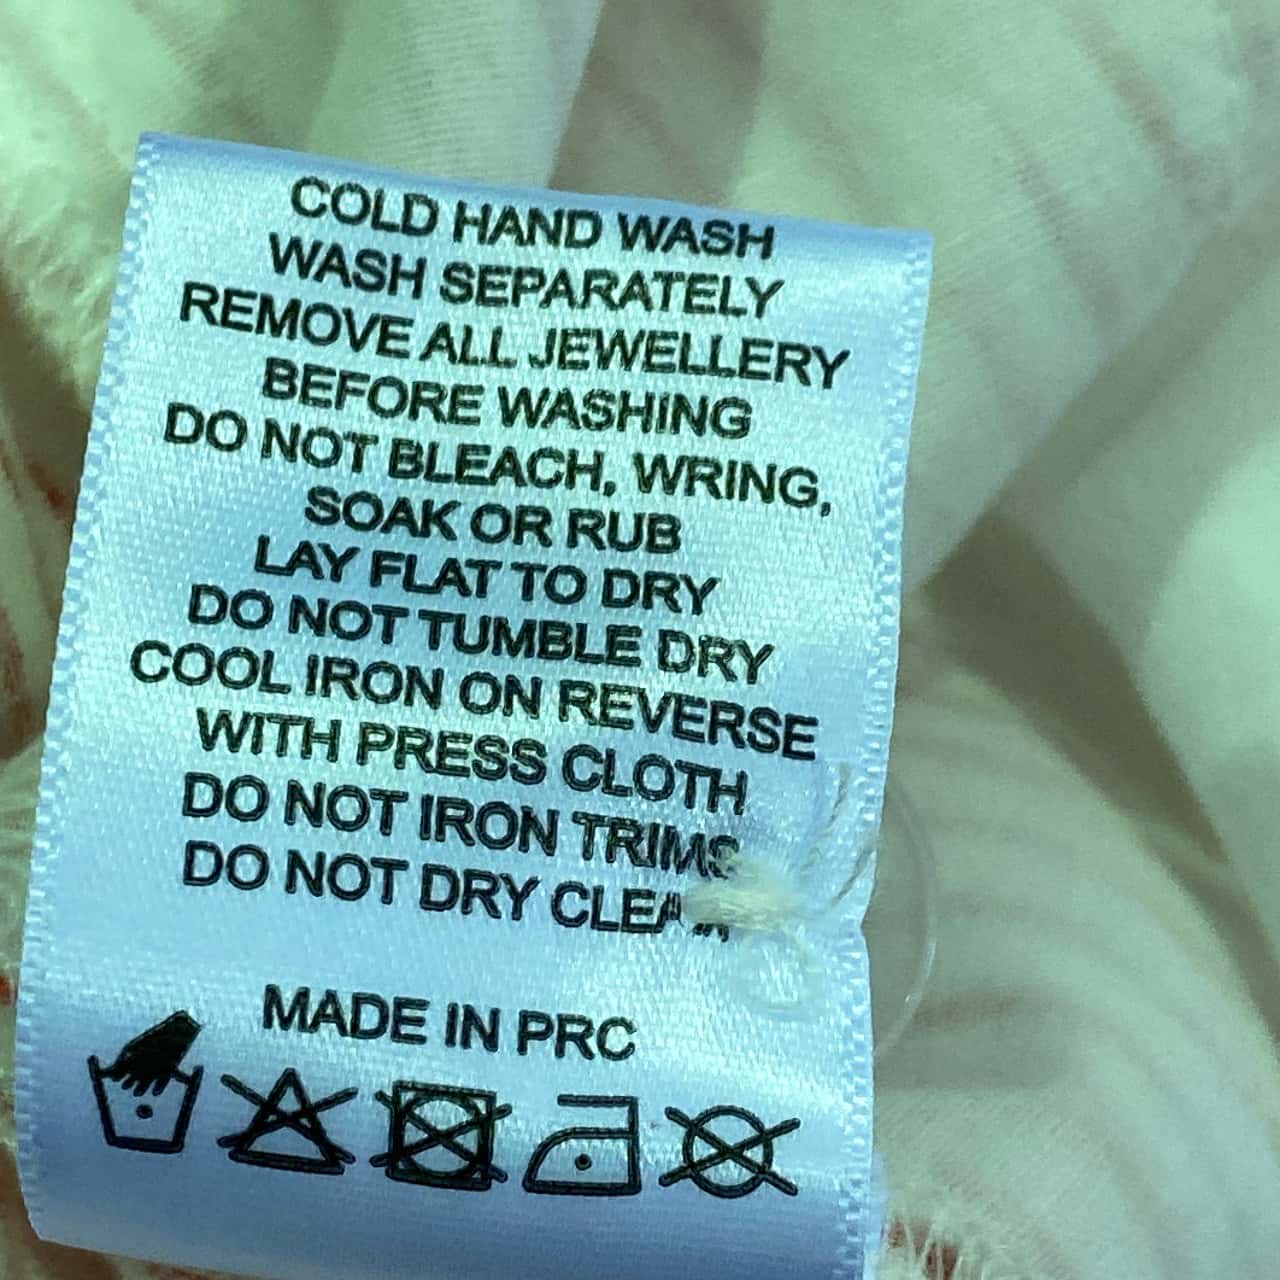 COLD HAND WASH
WASH SEPARATELY
REMOVE ALL JEWELLERY
BEFORE WASHING
DO NOT BLEACH, WRING,
SOAK OR RUB
LAY FLAT TO DRY
DO NOT TUMBLE DRY
COOL IRON ON REVERSE
WITH PRESS CLOTH
DO NOT IRON TRIMS
DO NOT DRY CLEAN
MADE IN PRC